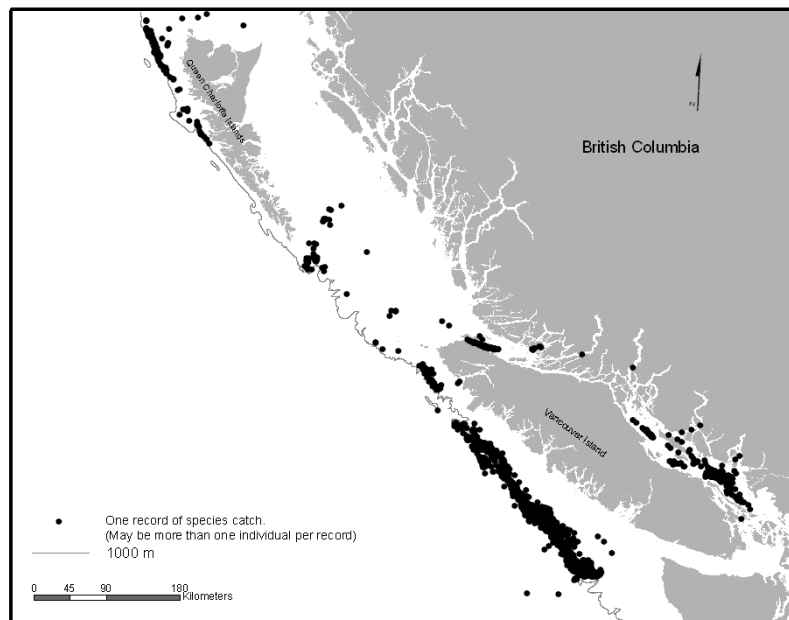 Queen Charlotte Islands
N
British Columbia
Vancouver Island
One record of species catch.
(May be more than one individual per record)
1000 m
0 45 90 180
Kilometers